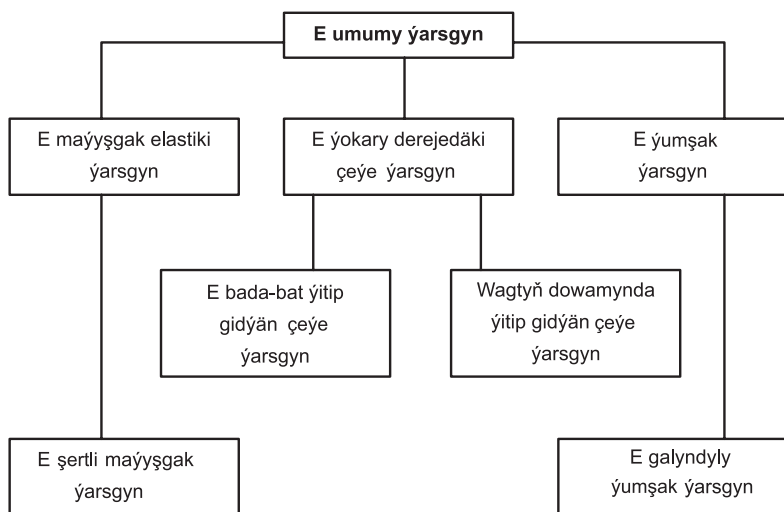 E umumy ýarsgyn
E maýyşgak elastiki
ýarsgyn
E ýokary derejedäki
çeýe ýarsgyn
E ýumşak
ýarsgyn
E bada-bat ýitip
gidýän çeýe
ýarsgyn
Wagtyň dowamynda
ýitip gidýän çeýe
ýarsgyn
E şertli maýyşgak
ýarsgyn
E galyndyly
ýumşak ýarsgyn